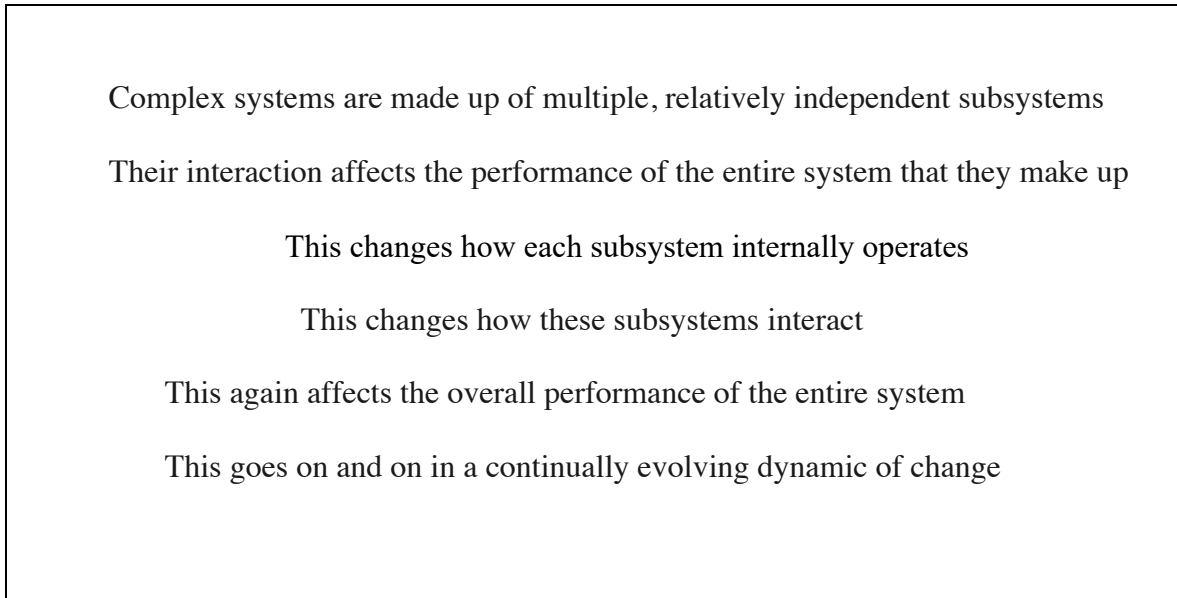 Complex systems are made up of multiple, relatively independent subsystems
Their interaction affects the performance of the entire system that they make up
This changes how each subsystem internally operates
This changes how these subsystems interact
This again affects the overall performance of the entire system
This goes on and on in a continually evolving dynamic of change